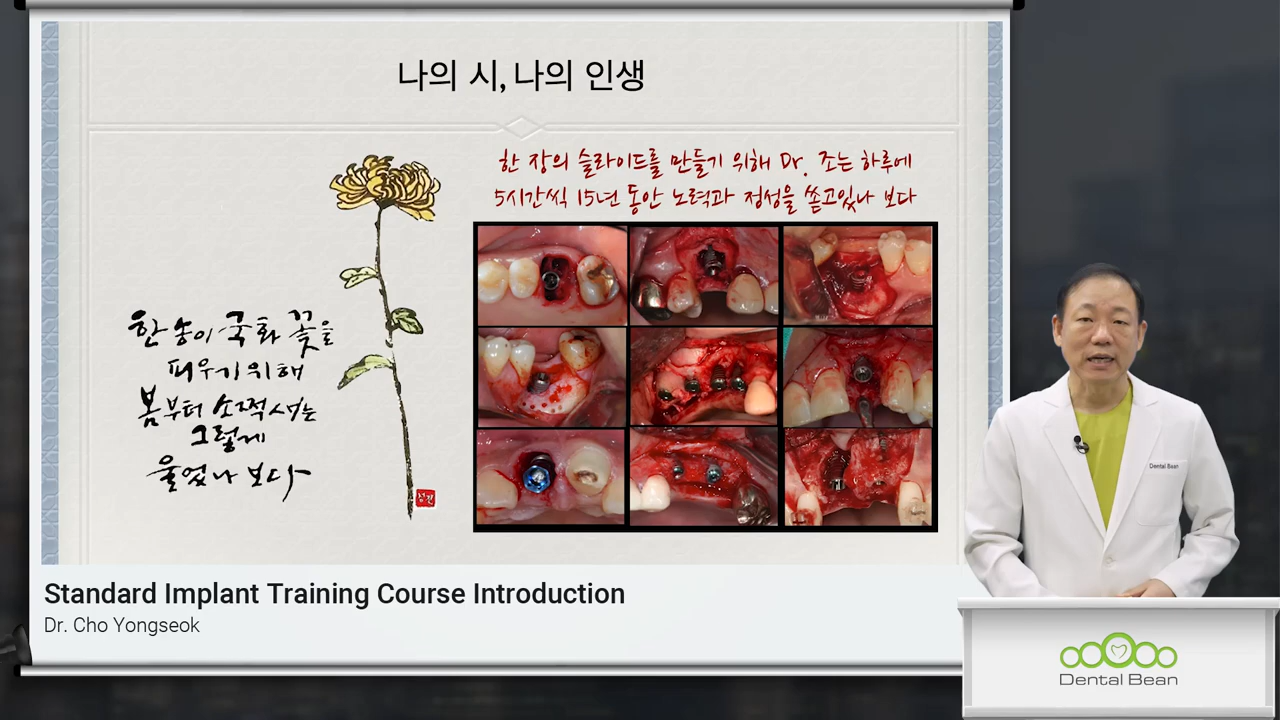 나의 시, 나의 인생
한 장의 슬라이드를 만들기 위해 Dr. 조는 하루에
5시간씩 15년 동안 노력과 정성을 쏟고있나 보다
한 송이 국화 꽃을
피우기 위해
봄부터 소쩍새는
그렇게
울었나 보다
Standard Implant Training Course Introduction
Dr. Cho Yongseok
Dental Bean
Dental Bean